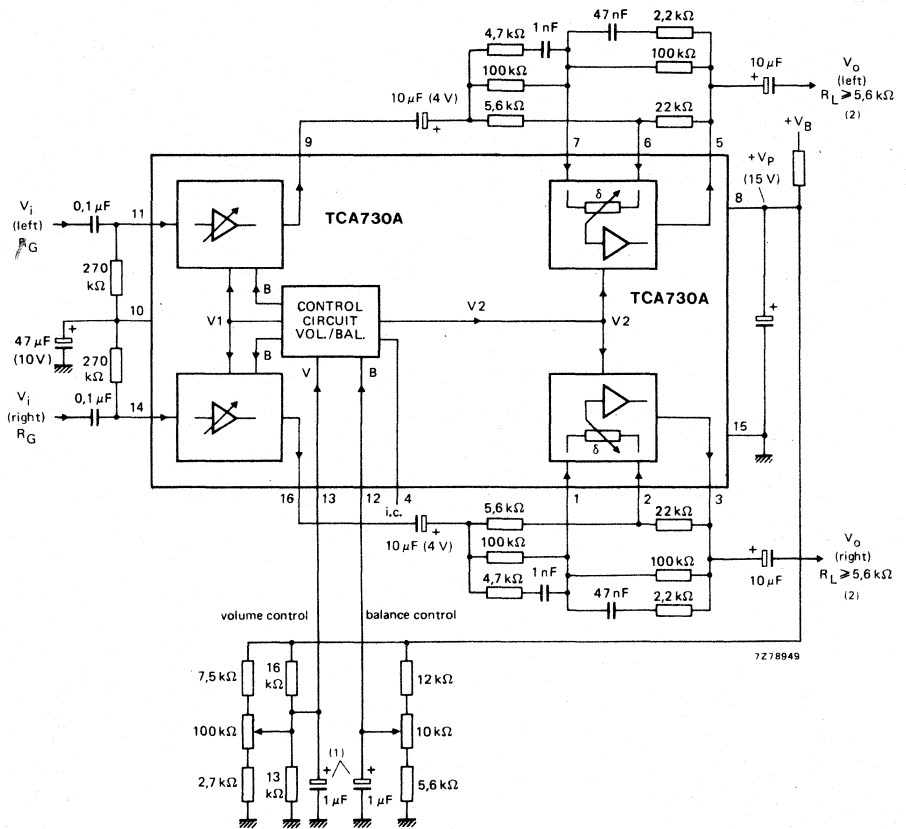 47 nF
2,2 kΩ
4,7 kΩ
1 nF
100 kΩ
100 kΩ
10 μF
+
Vo
(left)
RL ⩾ 5,6 kΩ
(2)
10 μF (4 V)
+
5,6 kΩ
22 kΩ
+VB
9
7
6
5
+VP
(15 V)
8
Vi
(left)
RG
0,1 μF
11
TCA730A
δ
270
kΩ
10
B
CONTROL
CIRCUIT
VOL./BAL.
V1
V2
V2
TCA730A
+
47 μF
(10 V)
+
270
kΩ
B
V
B
Vi
(right)
RG
0,1 μF
14
δ
15
16
13
12
4
i.c.
1
2
3
10 μF (4 V)
+
5,6 kΩ
22 kΩ
100 kΩ
100 kΩ
4,7 kΩ
1 nF
47 nF
2,2 kΩ
+
10 μF
Vo
(right)
RL ⩾ 5,6 kΩ
(2)
volume control
balance control
7Z78949
7,5 kΩ
16
kΩ
12 kΩ
100 kΩ
10 kΩ
(1)
2,7 kΩ
13
kΩ
+
1 μF
+
1 μF
5,6 kΩ